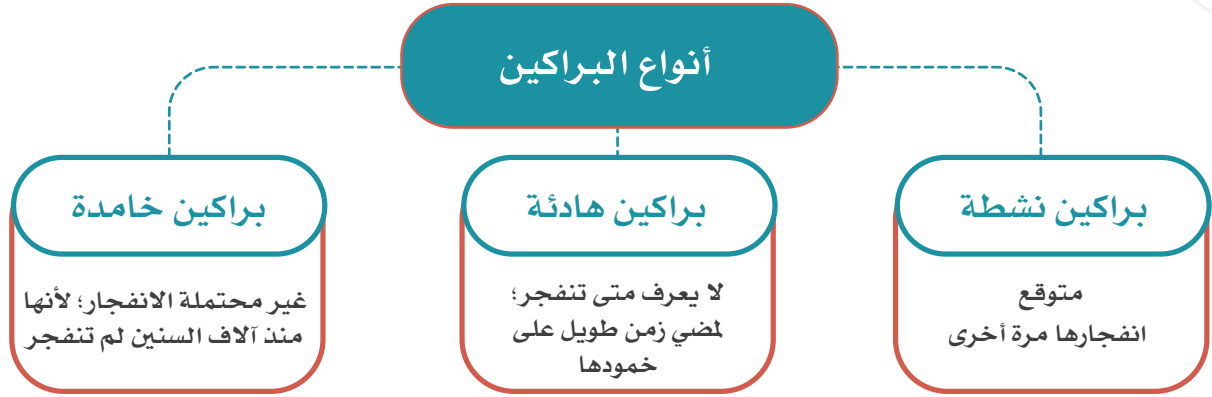 أنواع البراكين
براكين نشطة
متوقع
انفجارها مرة أخرى
براكين هادئة
لا يعرف متى تنفجر؛
لمضي زمن طويل على
خمودها
براكين خامدة
غير محتملة الانفجار؛ لأنها
منذ آلاف السنين لم تنفجر